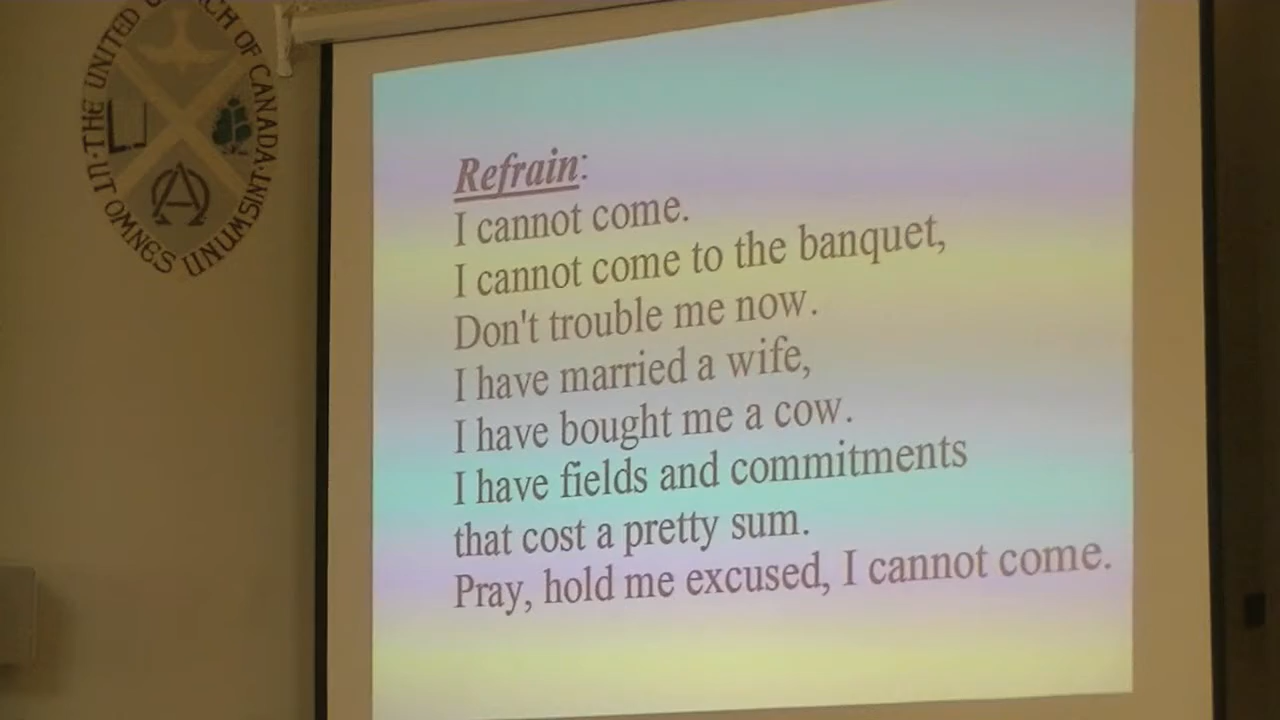 ·THE UNITED CHURCH OF CANADA·
UT OMNES UNUM SINT
Refrain:
I cannot come.
I cannot come to the banquet,
Don't trouble me now.
I have married a wife,
I have bought me a cow.
I have fields and commitments
that cost a pretty sum.
Pray, hold me excused, I cannot come.